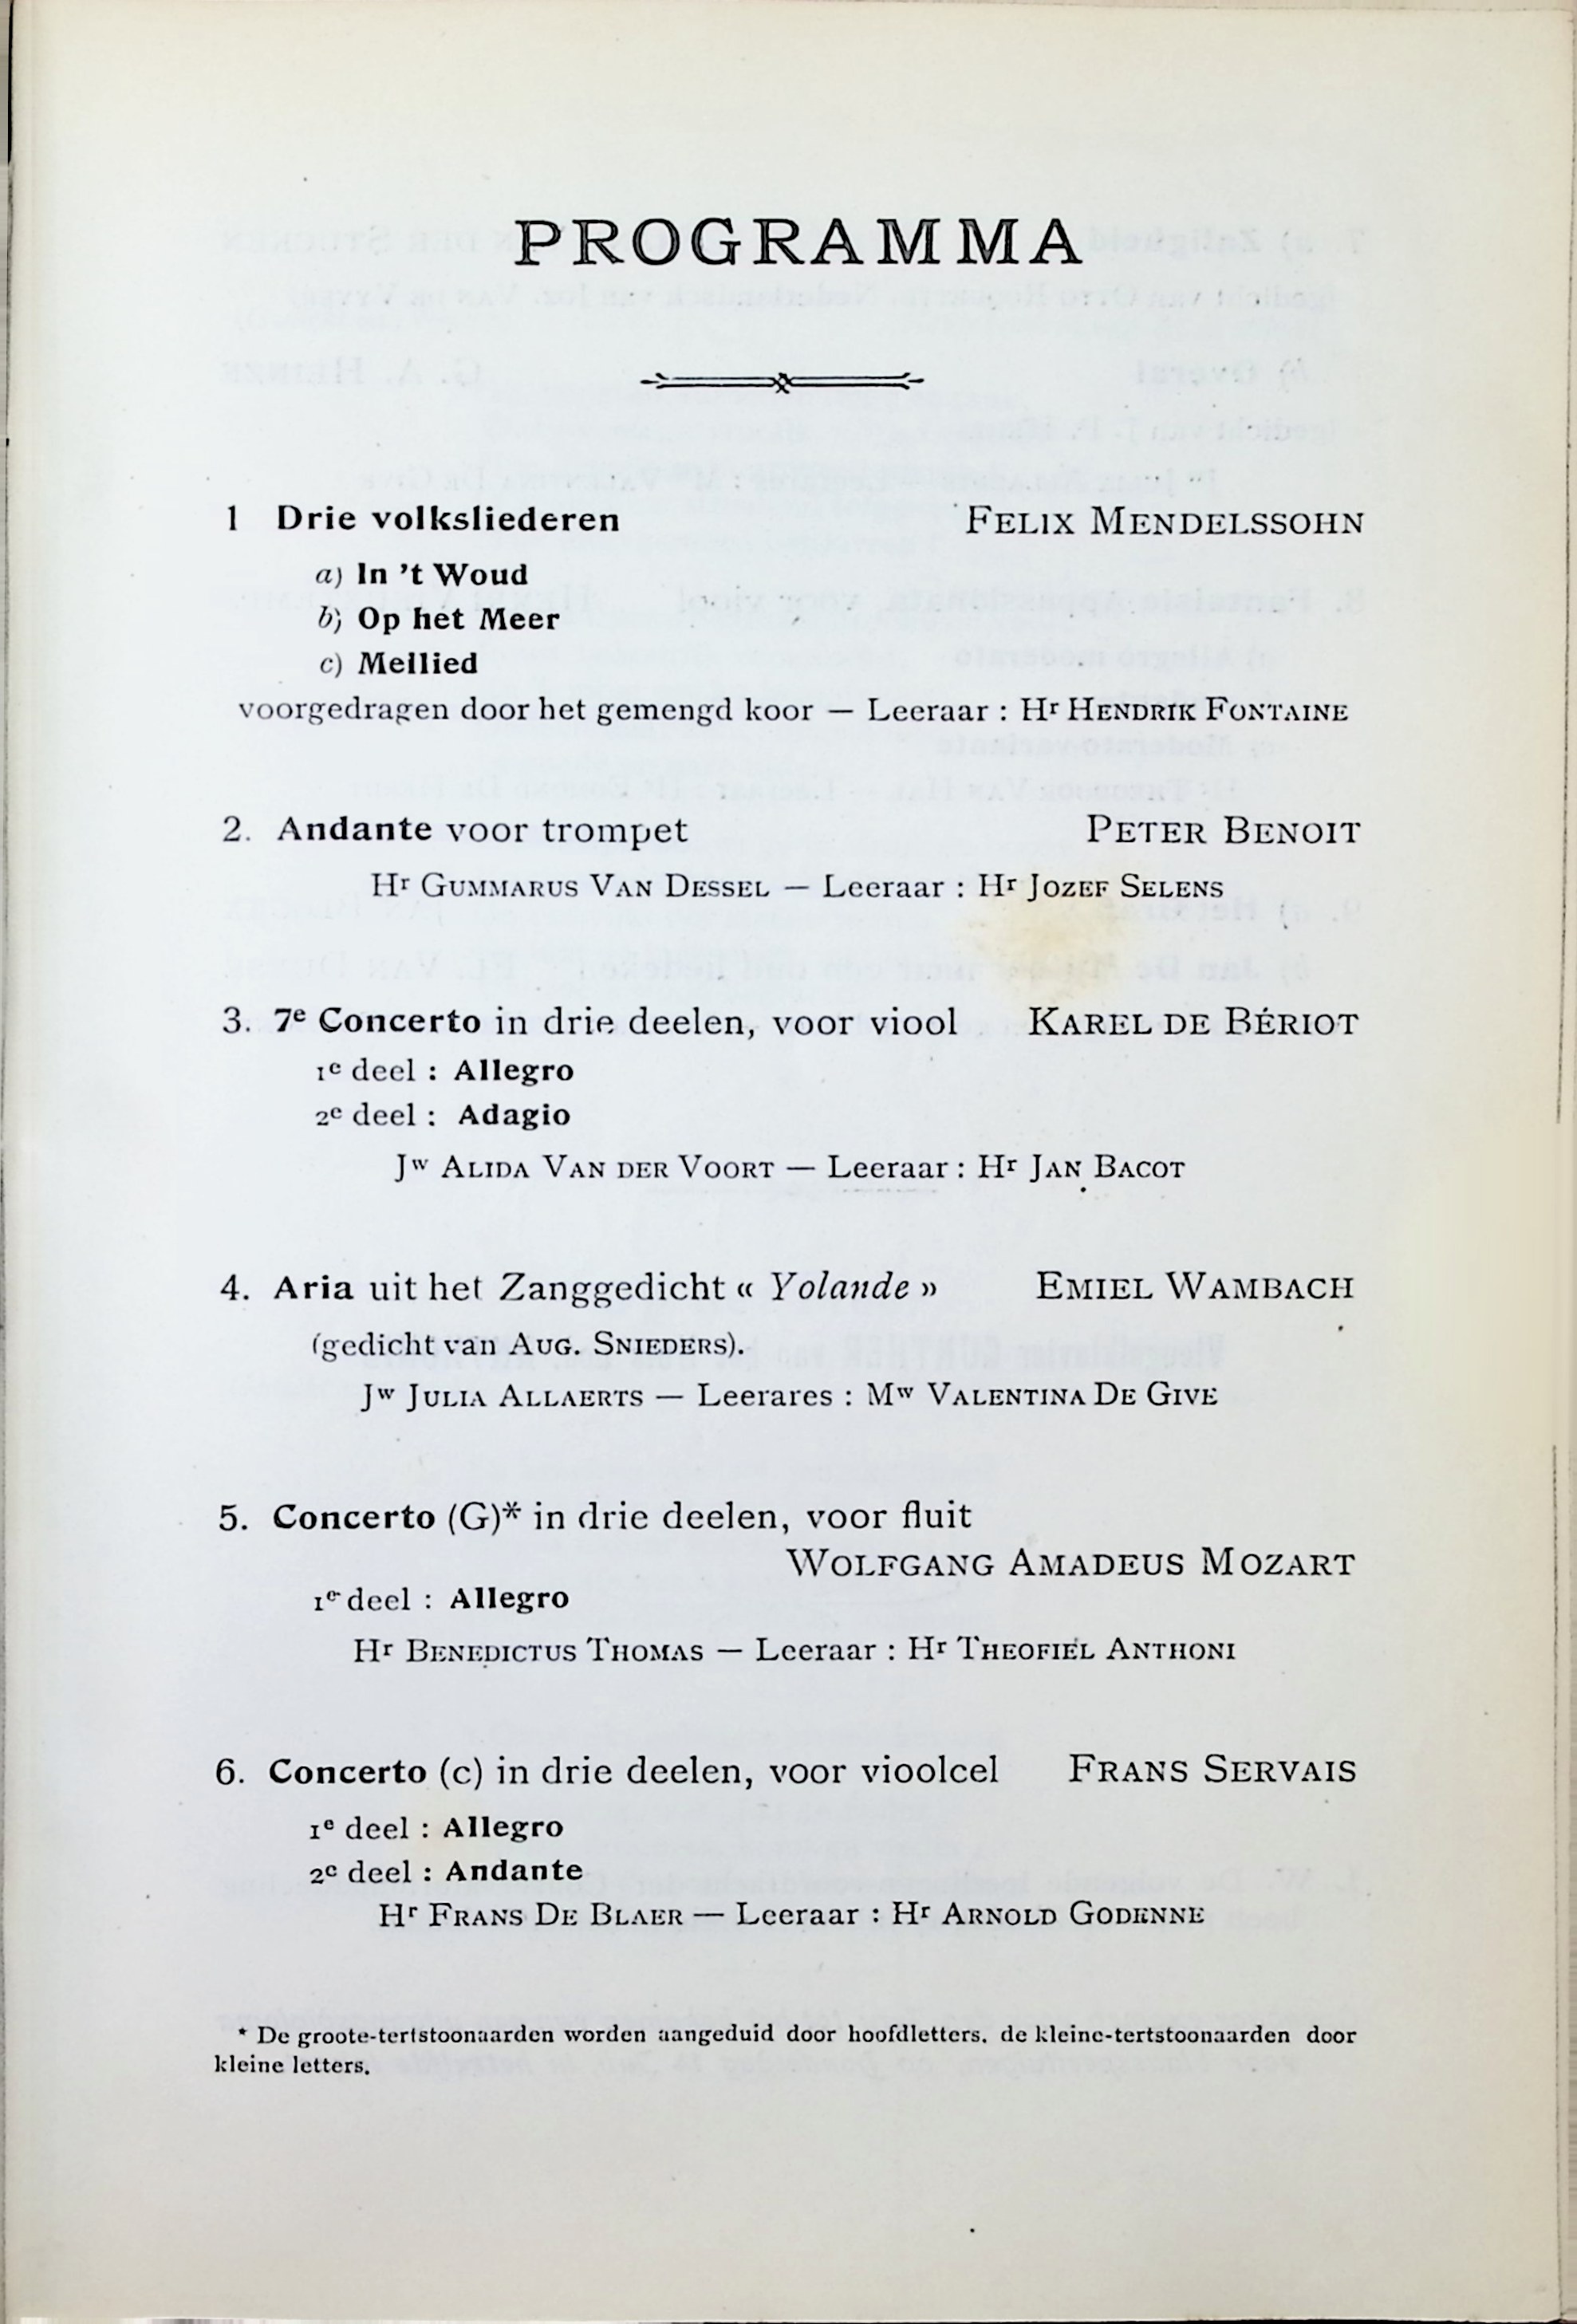 PROGRAMMA
1 Drie volksliederen FELIX MENDELSSOHN
a) In 't Woud
b) Op het Meer
c) Meilied
voorgedragen door het gemengd koor — Leeraar : Hr HENDRIK FONTAINE
2. Andante voor trompet PETER BENOIT
Hr GUMMARUS VAN DESSEL — Leeraar : Hr JOZEF SELENS
3. 7e Concerto in drie deelen, voor viool KAREL DE BÉRIOT
1e deel : Allegro
2e deel : Adagio
Jw ALIDA VAN DER VOORT — Leeraar : Hr JAN BACOT
4. Aria uit het Zanggedicht « Yolande » EMIEL WAMBACH
(gedicht van AUG. SNIEDERS).
Jw JULIA ALLAERTS — Leerares : Mw VALENTINA DE GIVE
5. Concerto (G)* in drie deelen, voor fluit
WOLFGANG AMADEUS MOZART
1e deel : Allegro
Hr BENEDICTUS THOMAS — Leeraar : Hr THEOFIEL ANTHONI
6. Concerto (c) in drie deelen, voor vioolcel FRANS SERVAIS
1e deel : Allegro
2e deel : Andante
Hr FRANS DE BLAER — Leeraar : Hr ARNOLD GODENNE
* De groote-tertstoonaarden worden aangeduid door hoofdletters. de kleine-tertstoonaarden door
kleine letters.